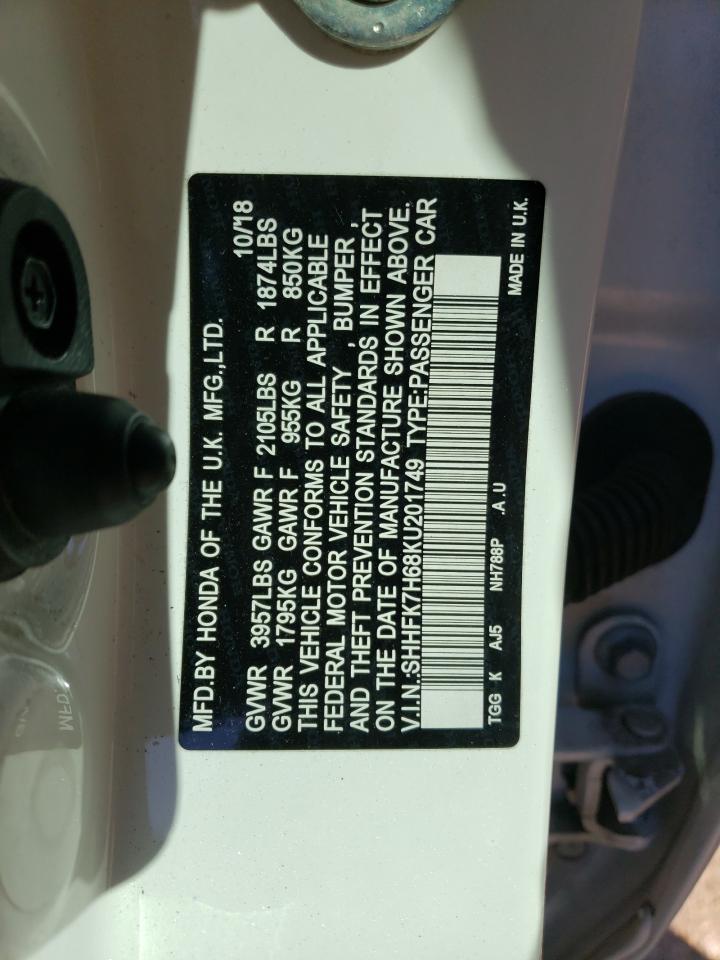 MFD.BY HONDA OF THE U.K. MFG.,LTD.
10/18
GVWR 3957LBS GAWR F 2105LBS R 1874LBS
GVWR 1795KG GAWR F 955KG R 850KG
THIS VEHICLE CONFORMS TO ALL APPLICABLE
FEDERAL MOTOR VEHICLE SAFETY , BUMPER ,
AND THEFT PREVENTION STANDARDS IN EFFECT
ON THE DATE OF MANUFACTURE SHOWN ABOVE.
V.I.N.:SHHFK7H68KU201749 TYPE:PASSENGER CAR
TGG K AJ5 NH788P .A.U
MADE IN U.K.
MFD.